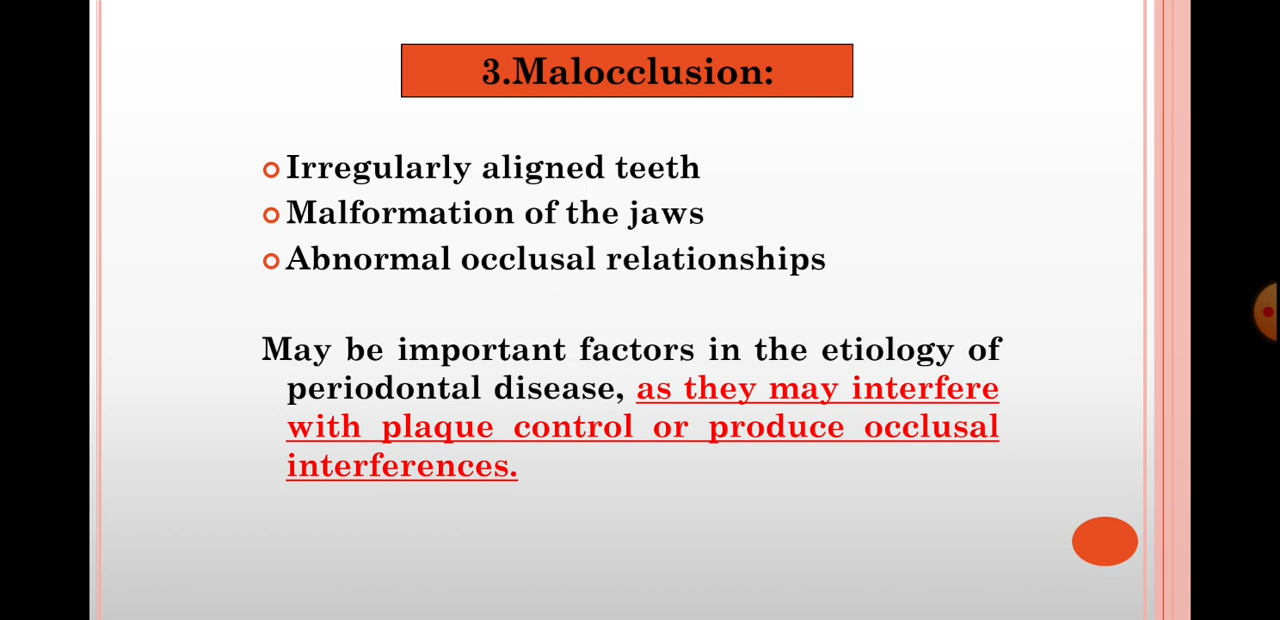 3.Malocclusion:
Irregularly aligned teeth
Malformation of the jaws
Abnormal occlusal relationships
May be important factors in the etiology of
periodontal disease, as they may interfere
with plaque control or produce occlusal
interferences.